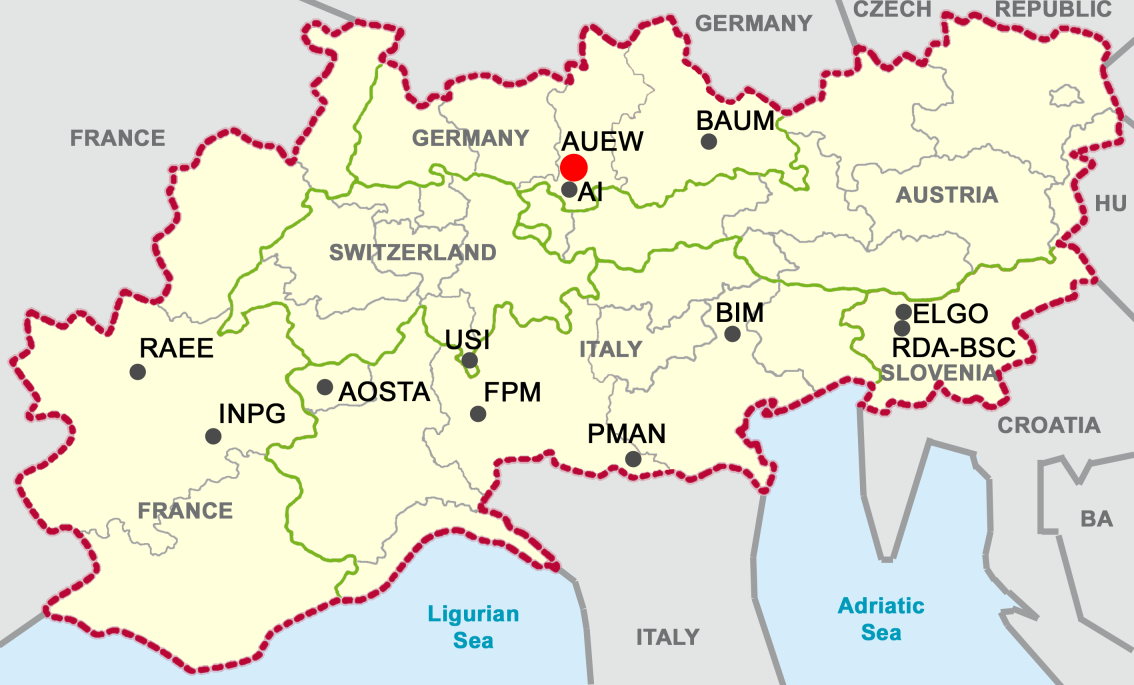 CZECH
REPUBLIC
GERMANY
FRANCE
GERMANY
AUEW
BAUM
AI
AUSTRIA
HU
SWITZERLAND
BIM
ELGO
RAEE
USI
ITALY
RDA-BSC
SLOVENIA
AOSTA
FPM
INPG
CROATIA
PMAN
FRANCE
BA
Ligurian
Sea
Adriatic
Sea
ITALY